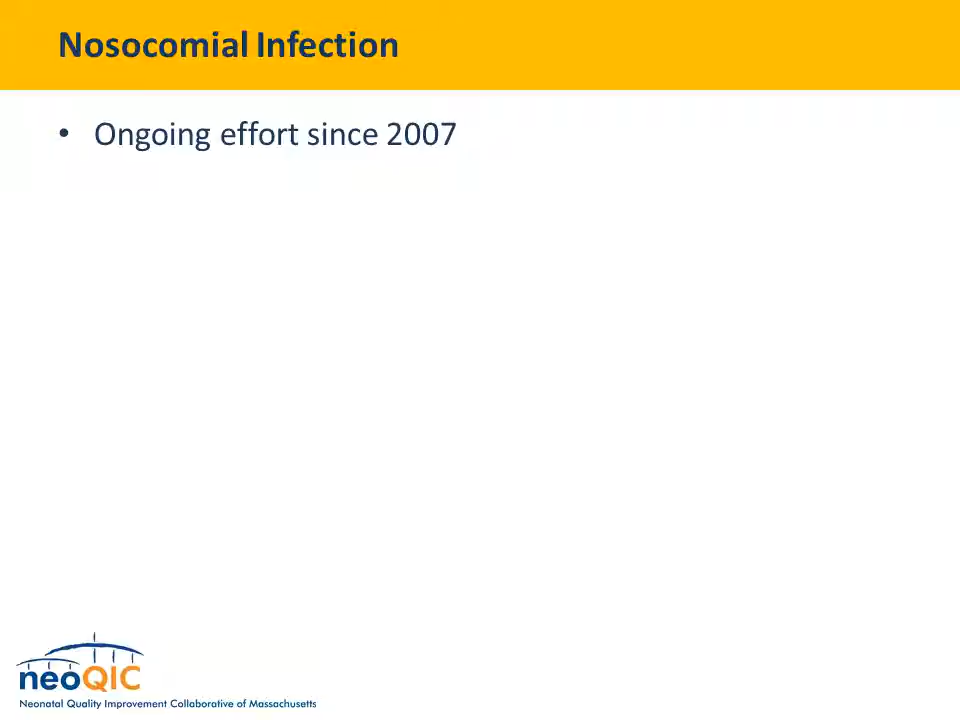 Nosocomial Infection
• Ongoing effort since 2007
neoQIC
Neonatal Quality Improvement Collaborative of Massachusetts